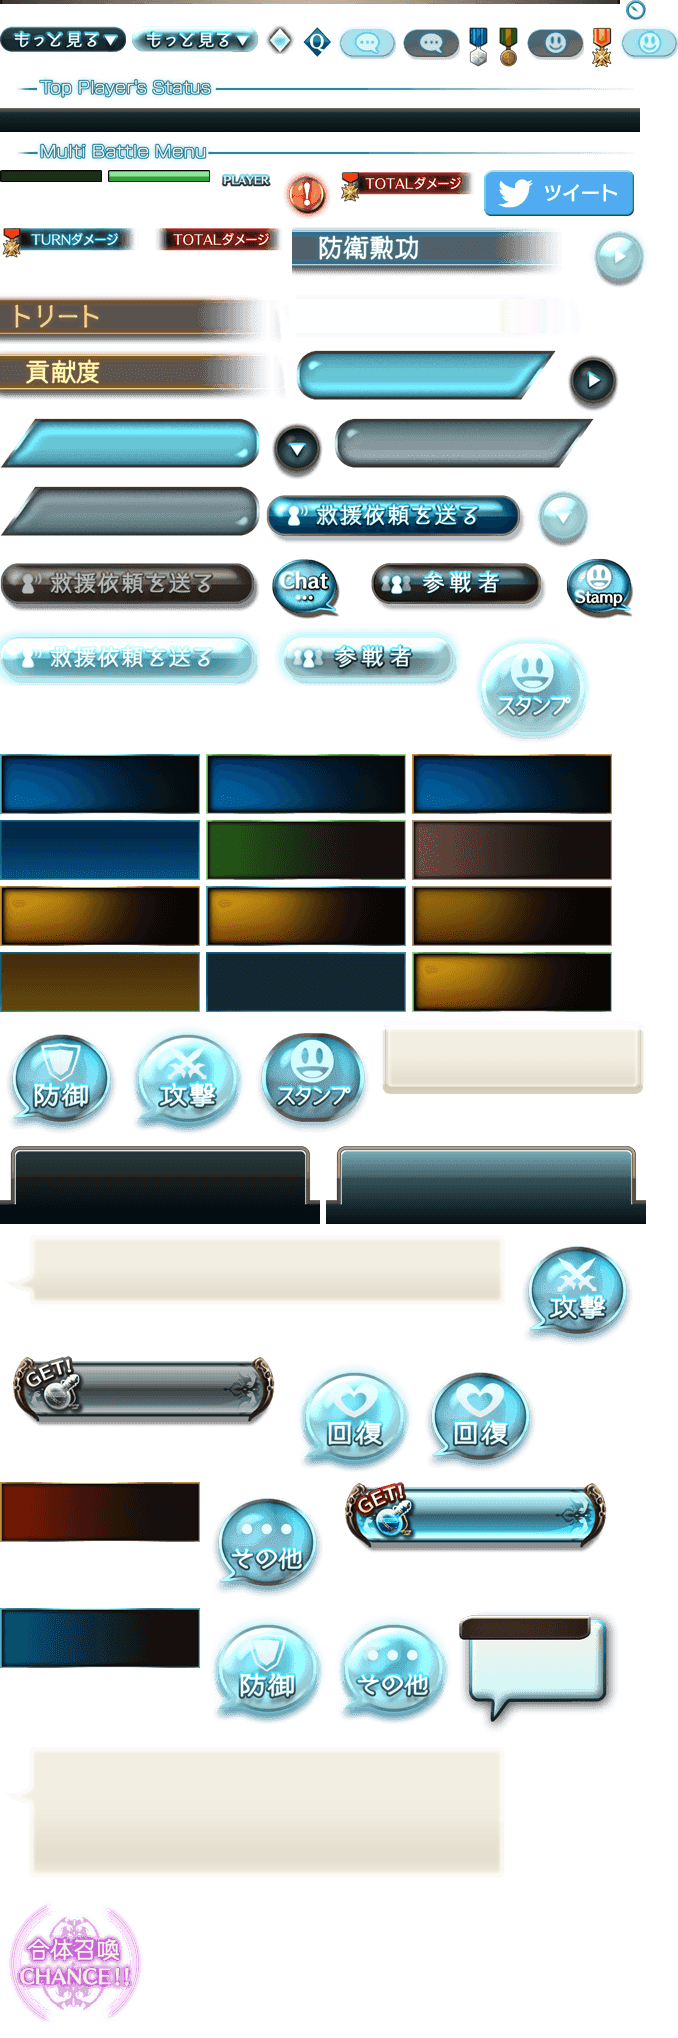 もっと見る▼
もっと見る▼
Q
Top Player's Status
Multi Battle Menu
PLAYER
!
TOTALダメージ
ツイート
TURNダメージ
TOTALダメージ
防衛勲功
トリート
貢献度
救援依頼を送る
救援依頼を送る
Chat
参戦者
Stamp
救援依頼を送る
参戦者
スタンプ
防御
攻撃
スタンプ
攻撃
GET!
回復
回復
その他
GET!
防御
その他
合体召喚
CHANCE!!